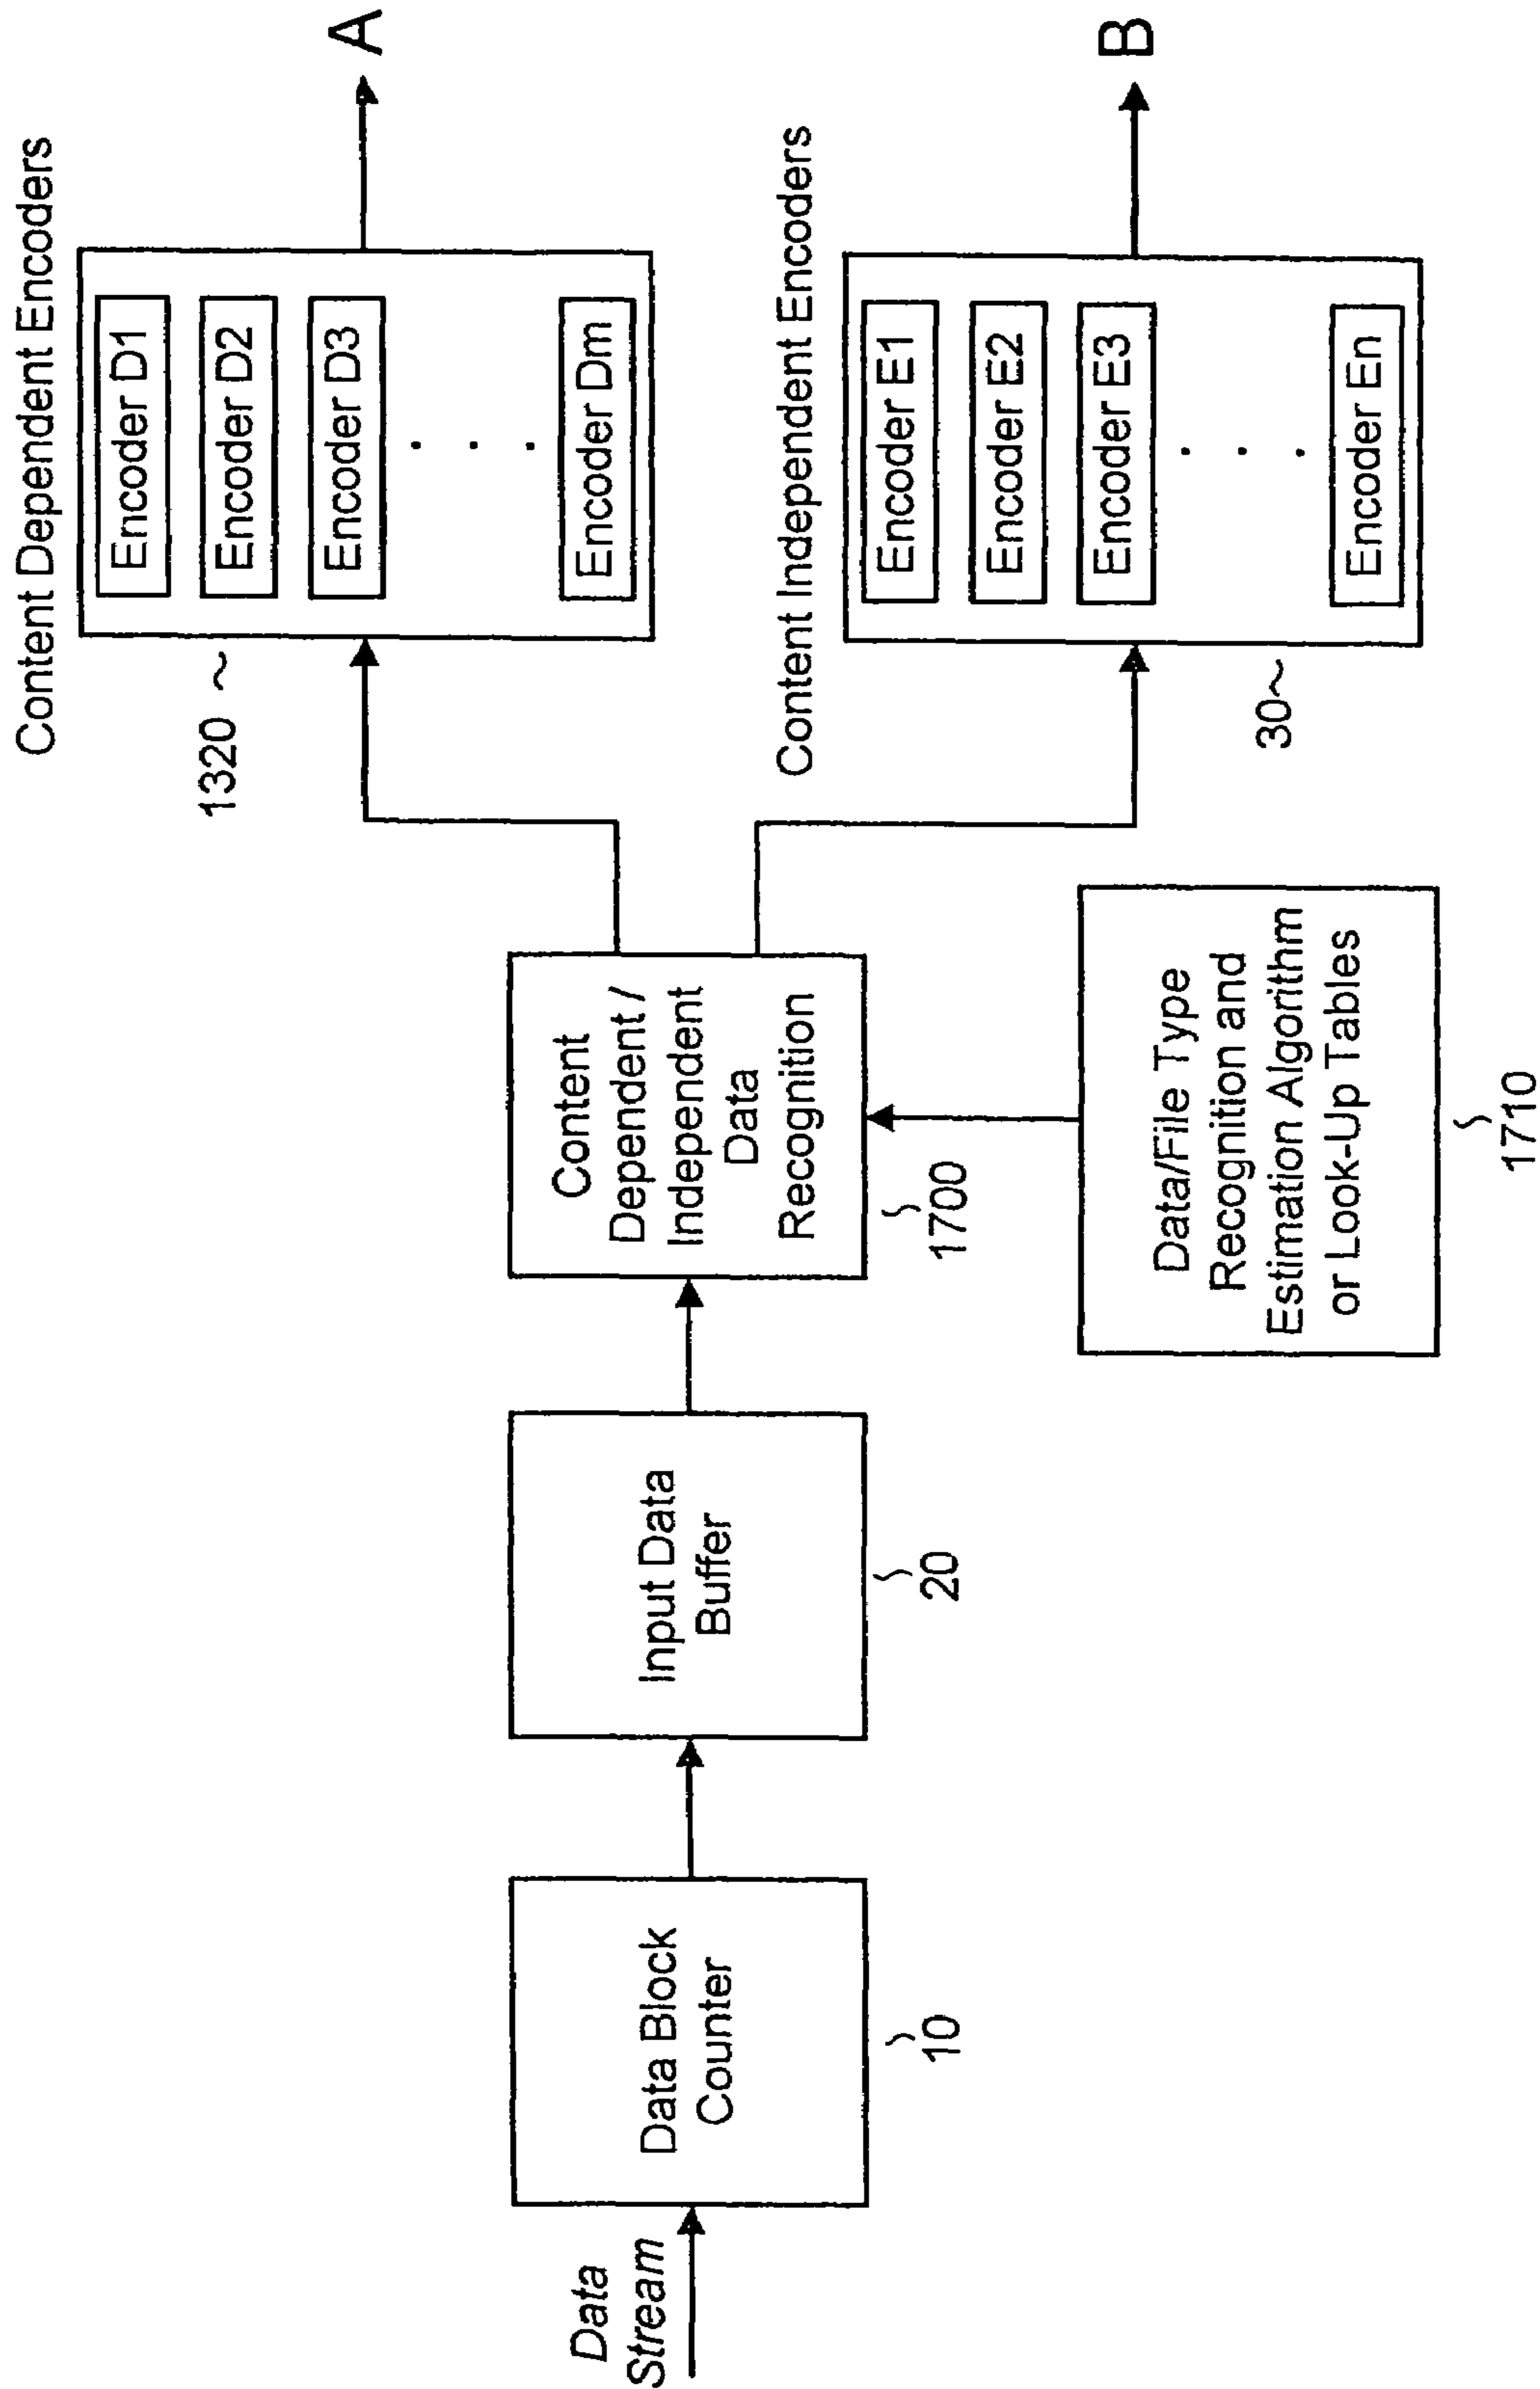 Data
Stream
Data Block
Counter
10
Input Data
Buffer
20
Content
Dependent /
Independent
Data
Recognition
1700
Data/File Type
Recognition and
Estimation Algorithm
or Look-Up Tables
1710
Content Dependent Encoders
Encoder D1
Encoder D2
Encoder D3
. . .
Encoder Dm
1320
A
Content Independent Encoders
Encoder E1
Encoder E2
Encoder E3
. . .
Encoder En
30
B